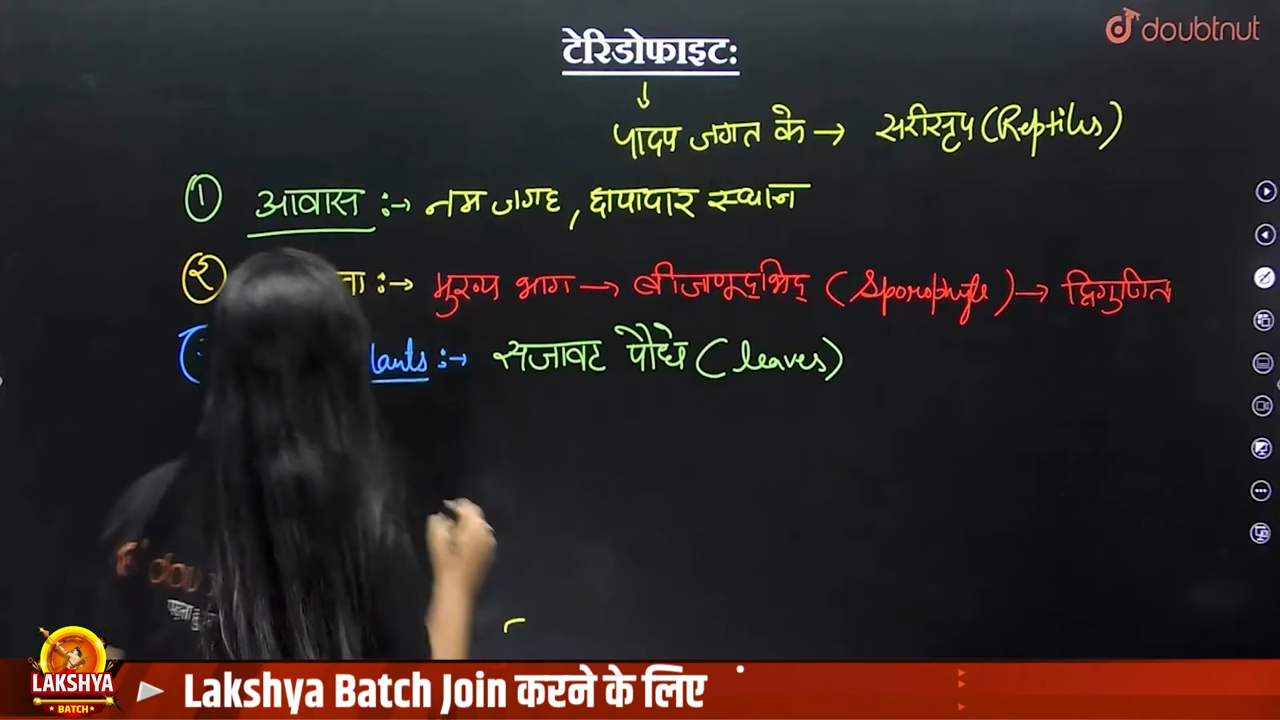 doubtnut
टेरिडोफाइट:
↓
पादप जगत के → सरीसृप (Reptiles)
① आवास :→ नम जगह, छायादार स्थान
② :→ मुख्य भाग → बीजाणुद्भिद् (Sporophyte) → द्विगुणित
:→ सजावट पौधे (leaves)
LAKSHYA
BATCH
Lakshya Batch Join करने के लिए